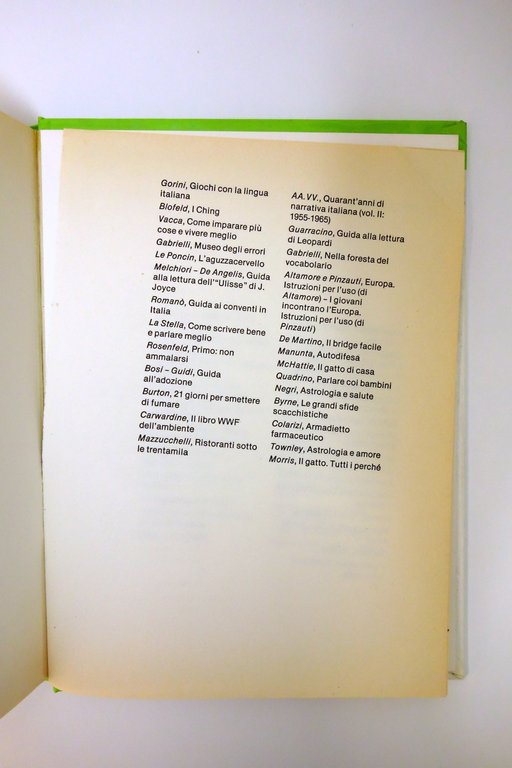 Gorini, Giochi con la lingua
italiana
Blofeld, I Ching
Vacca, Come imparare più
cose e vivere meglio
Gabrielli, Museo degli errori
Le Poncin, L'aguzzacervello
Melchiori – De Angelis, Guida
alla lettura dell'"Ulisse" di J.
Joyce
Romanò, Guida ai conventi in
Italia
La Stella, Come scrivere bene
e parlare meglio
Rosenfeld, Primo: non
ammalarsi
Bosi – Guidi, Guida
all'adozione
Burton, 21 giorni per smettere
di fumare
Carwardine, Il libro WWF
dell'ambiente
Mazzucchelli, Ristoranti sotto
le trentamila
AA.VV., Quarant'anni di
narrativa italiana (vol. II:
1955-1965)
Guarracino, Guida alla lettura
di Leopardi
Gabrielli, Nella foresta del
vocabolario
Altamore e Pinzauti, Europa.
Istruzioni per l'uso (di
Altamore) – I giovani
incontrano l'Europa.
Istruzioni per l'uso (di
Pinzauti)
De Martino, Il bridge facile
Manunta, Autodifesa
McHattie, Il gatto di casa
Quadrino, Parlare coi bambini
Negri, Astrologia e salute
Byrne, Le grandi sfide
scacchistiche
Colarizi, Armadietto
farmaceutico
Townley, Astrologia e amore
Morris, Il gatto. Tutti i perché